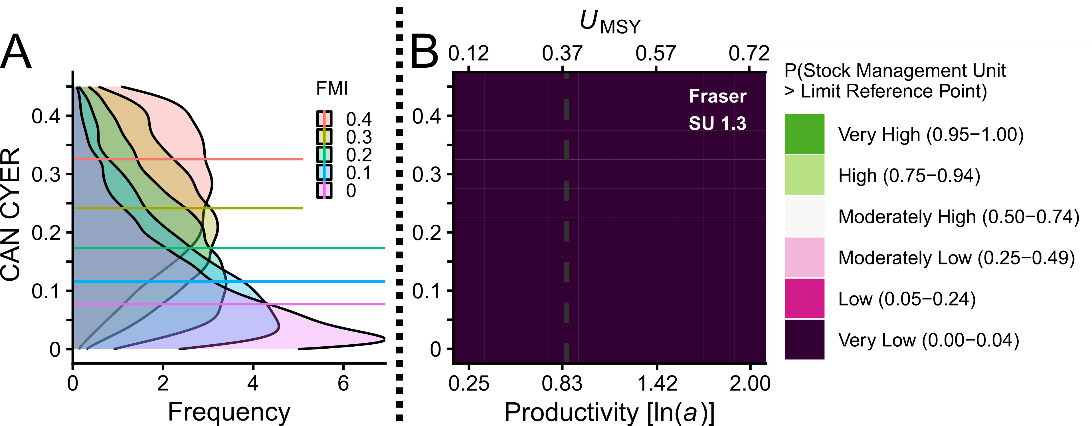 A
CAN CYER
0.4
0.3
0.2
0.1
0
0
2
4
6
Frequency
FMI
0.4
0.3
0.2
0.1
0
B
UMSY
0.12
0.37
0.57
0.72
Fraser
SU 1.3
0.4
0.3
0.2
0.1
0
0.25
0.83
1.42
2.00
Productivity [ln(a)]
P(Stock Management Unit
> Limit Reference Point)
Very High (0.95−1.00)
High (0.75−0.94)
Moderately High (0.50−0.74)
Moderately Low (0.25−0.49)
Low (0.05−0.24)
Very Low (0.00−0.04)